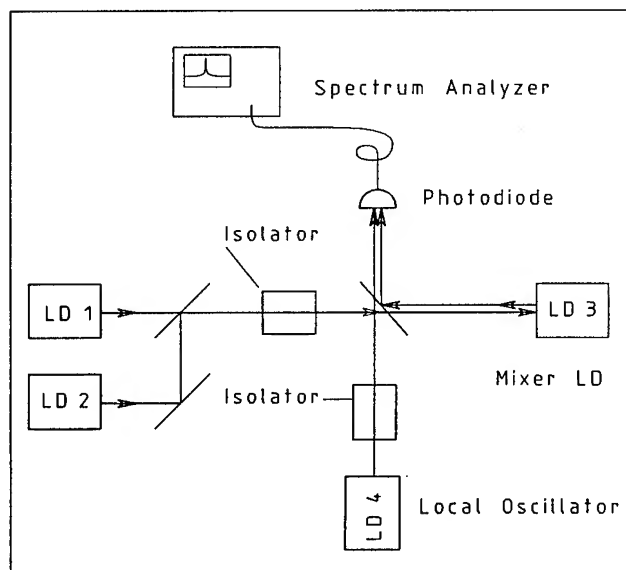 Spectrum Analyzer
Photodiode
Isolator
LD 1
LD 3
LD 2
Mixer LD
Isolator
LD 4
Local Oscillator